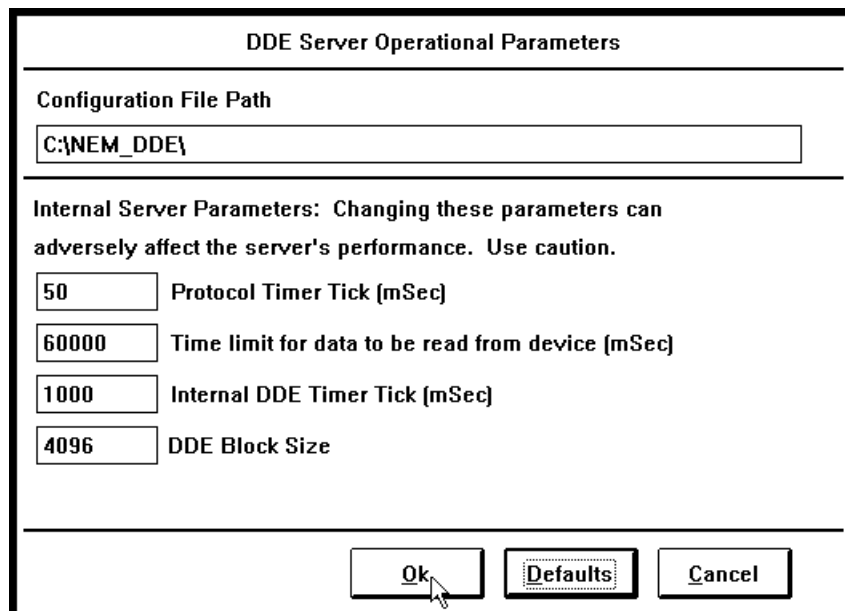 DDE Server Operational Parameters
Configuration File Path
C:\NEM_DDE\
Internal Server Parameters:  Changing these parameters can
adversely affect the server's performance.  Use caution.
50 Protocol Timer Tick (mSec)
60000 Time limit for data to be read from device (mSec)
1000 Internal DDE Timer Tick (mSec)
4096 DDE Block Size
Ok Defaults Cancel